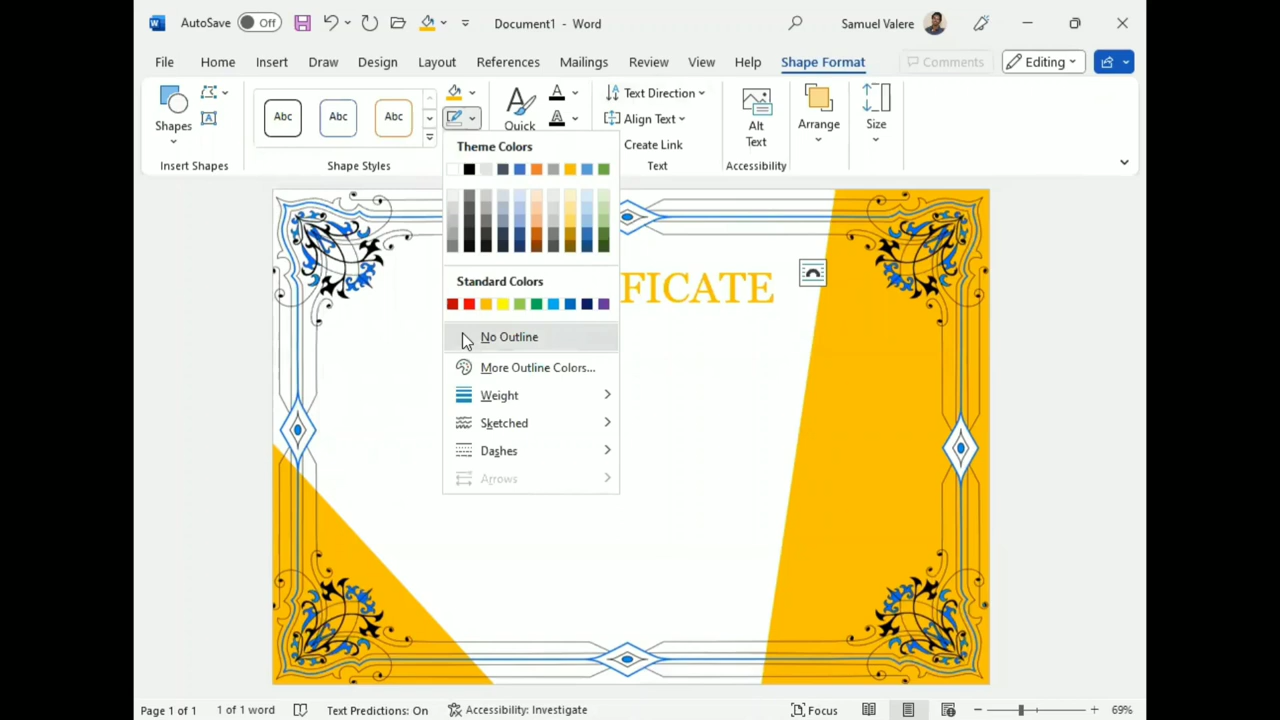 AutoSave Off Document1 - Word Samuel Valere
File Home Insert Draw Design Layout References Mailings Review View Help Shape Format Comments Editing
Shapes
Abc Abc Abc
Quick
Text Direction
Align Text
Create Link
Alt
Text
Arrange
Size
Insert Shapes Shape Styles Text Accessibility
Theme Colors
Standard Colors
No Outline
More Outline Colors...
Weight
Sketched
Dashes
Arrows
FICATE
Page 1 of 1 1 of 1 word Text Predictions: On Accessibility: Investigate Focus 69%